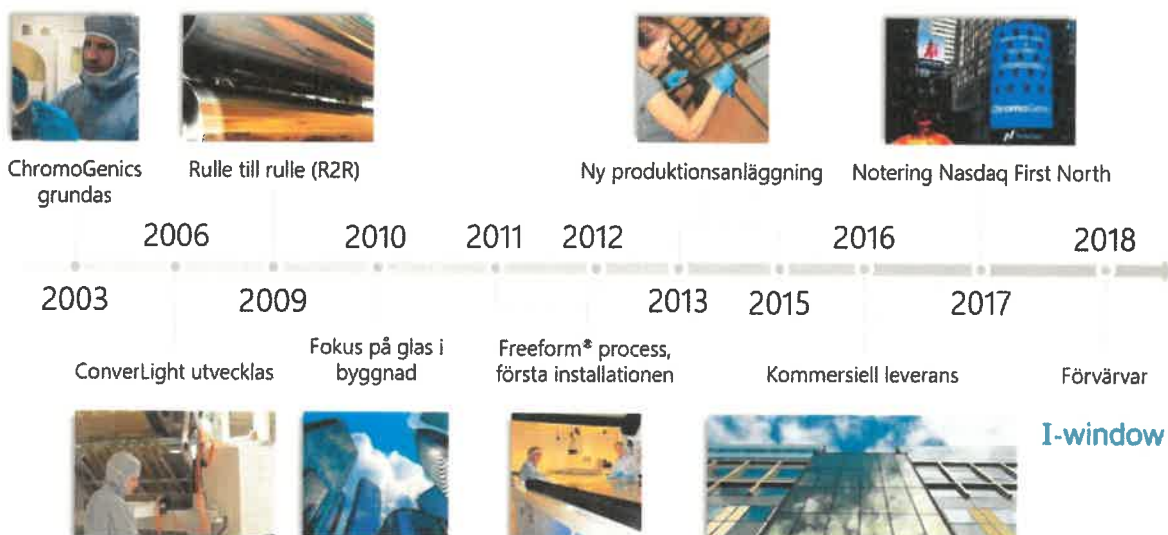 ChromoGenics
grundas
Rulle till rulle (R2R)
Ny produktionsanläggning
Notering Nasdaq First North
2006
2010
2011
2012
2016
2018
2003
2009
2013
2015
2017
ConverLight utvecklas
Fokus på glas i
byggnad
Freeform® process,
första installationen
Kommersiell leverans
Förvärvar
I-window
ChromoGenics